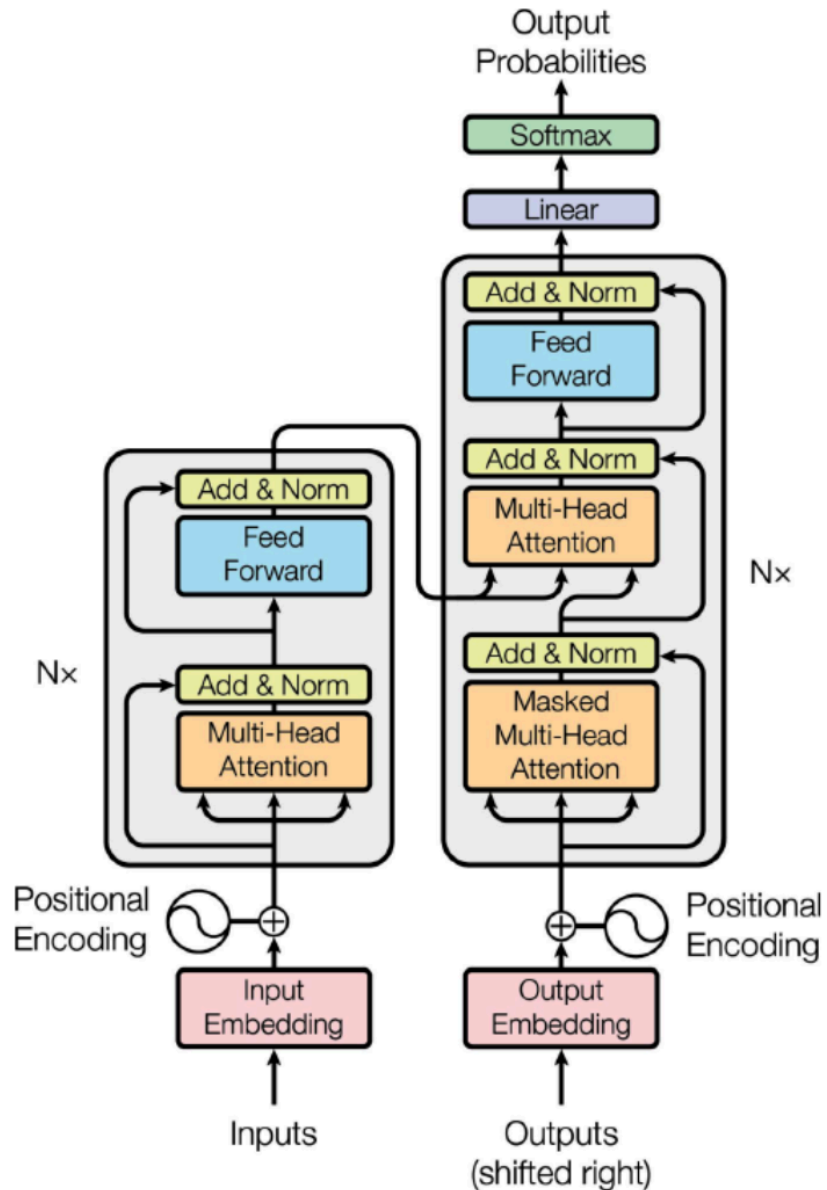 Output
Probabilities
Softmax
Linear
Add & Norm
Feed
Forward
Add & Norm
Multi-Head
Attention
Add & Norm
Masked
Multi-Head
Attention
Nx
Add & Norm
Feed
Forward
Add & Norm
Multi-Head
Attention
Nx
Positional
Encoding
Positional
Encoding
Input
Embedding
Output
Embedding
Inputs
Outputs
(shifted right)